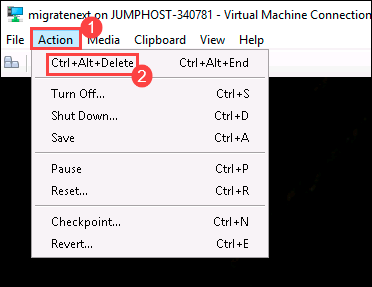 migratenext on JUMPHOST-340781 - Virtual Machine Connection
1
File Action Media Clipboard View Help
Ctrl+Alt+Delete Ctrl+Alt+End
2
Turn Off... Ctrl+S
Shut Down... Ctrl+D
Save Ctrl+A
Pause Ctrl+P
Reset... Ctrl+R
Checkpoint... Ctrl+N
Revert... Ctrl+E